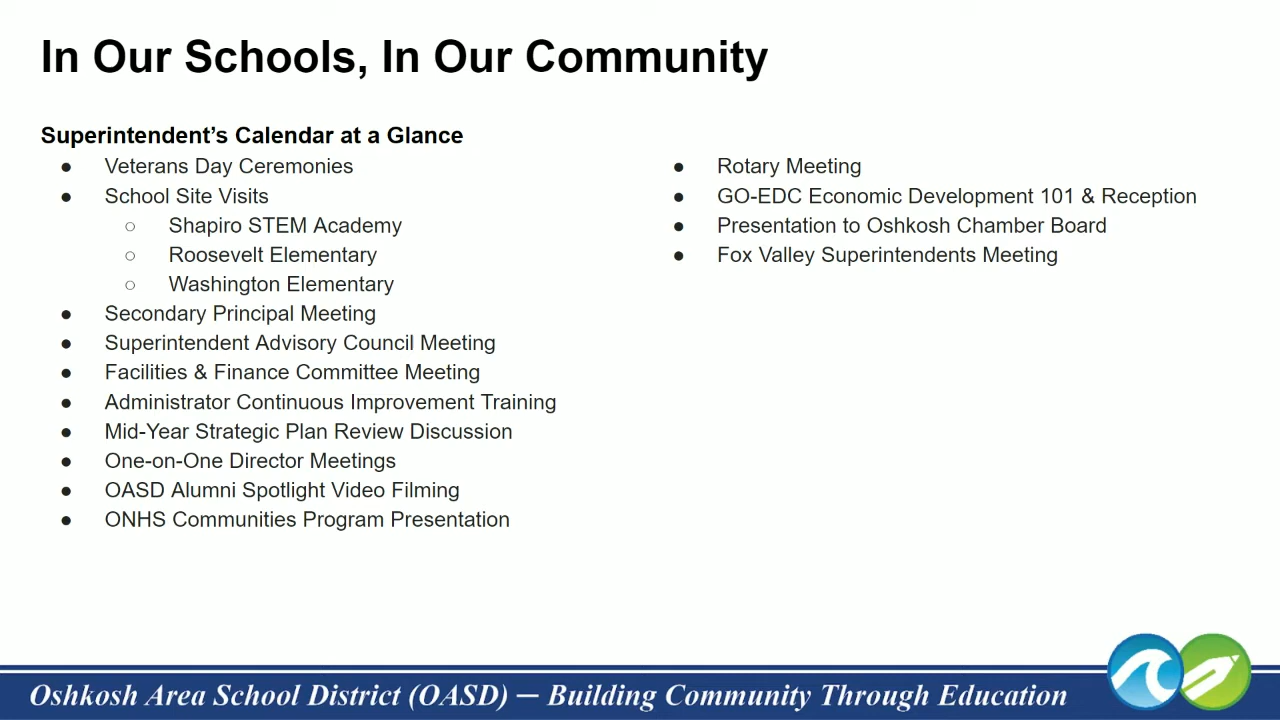 In Our Schools, In Our Community
Superintendent’s Calendar at a Glance
● Veterans Day Ceremonies
● School Site Visits
○ Shapiro STEM Academy
○ Roosevelt Elementary
○ Washington Elementary
● Secondary Principal Meeting
● Superintendent Advisory Council Meeting
● Facilities & Finance Committee Meeting
● Administrator Continuous Improvement Training
● Mid-Year Strategic Plan Review Discussion
● One-on-One Director Meetings
● OASD Alumni Spotlight Video Filming
● ONHS Communities Program Presentation
● Rotary Meeting
● GO-EDC Economic Development 101 & Reception
● Presentation to Oshkosh Chamber Board
● Fox Valley Superintendents Meeting
Oshkosh Area School District (OASD) — Building Community Through Education